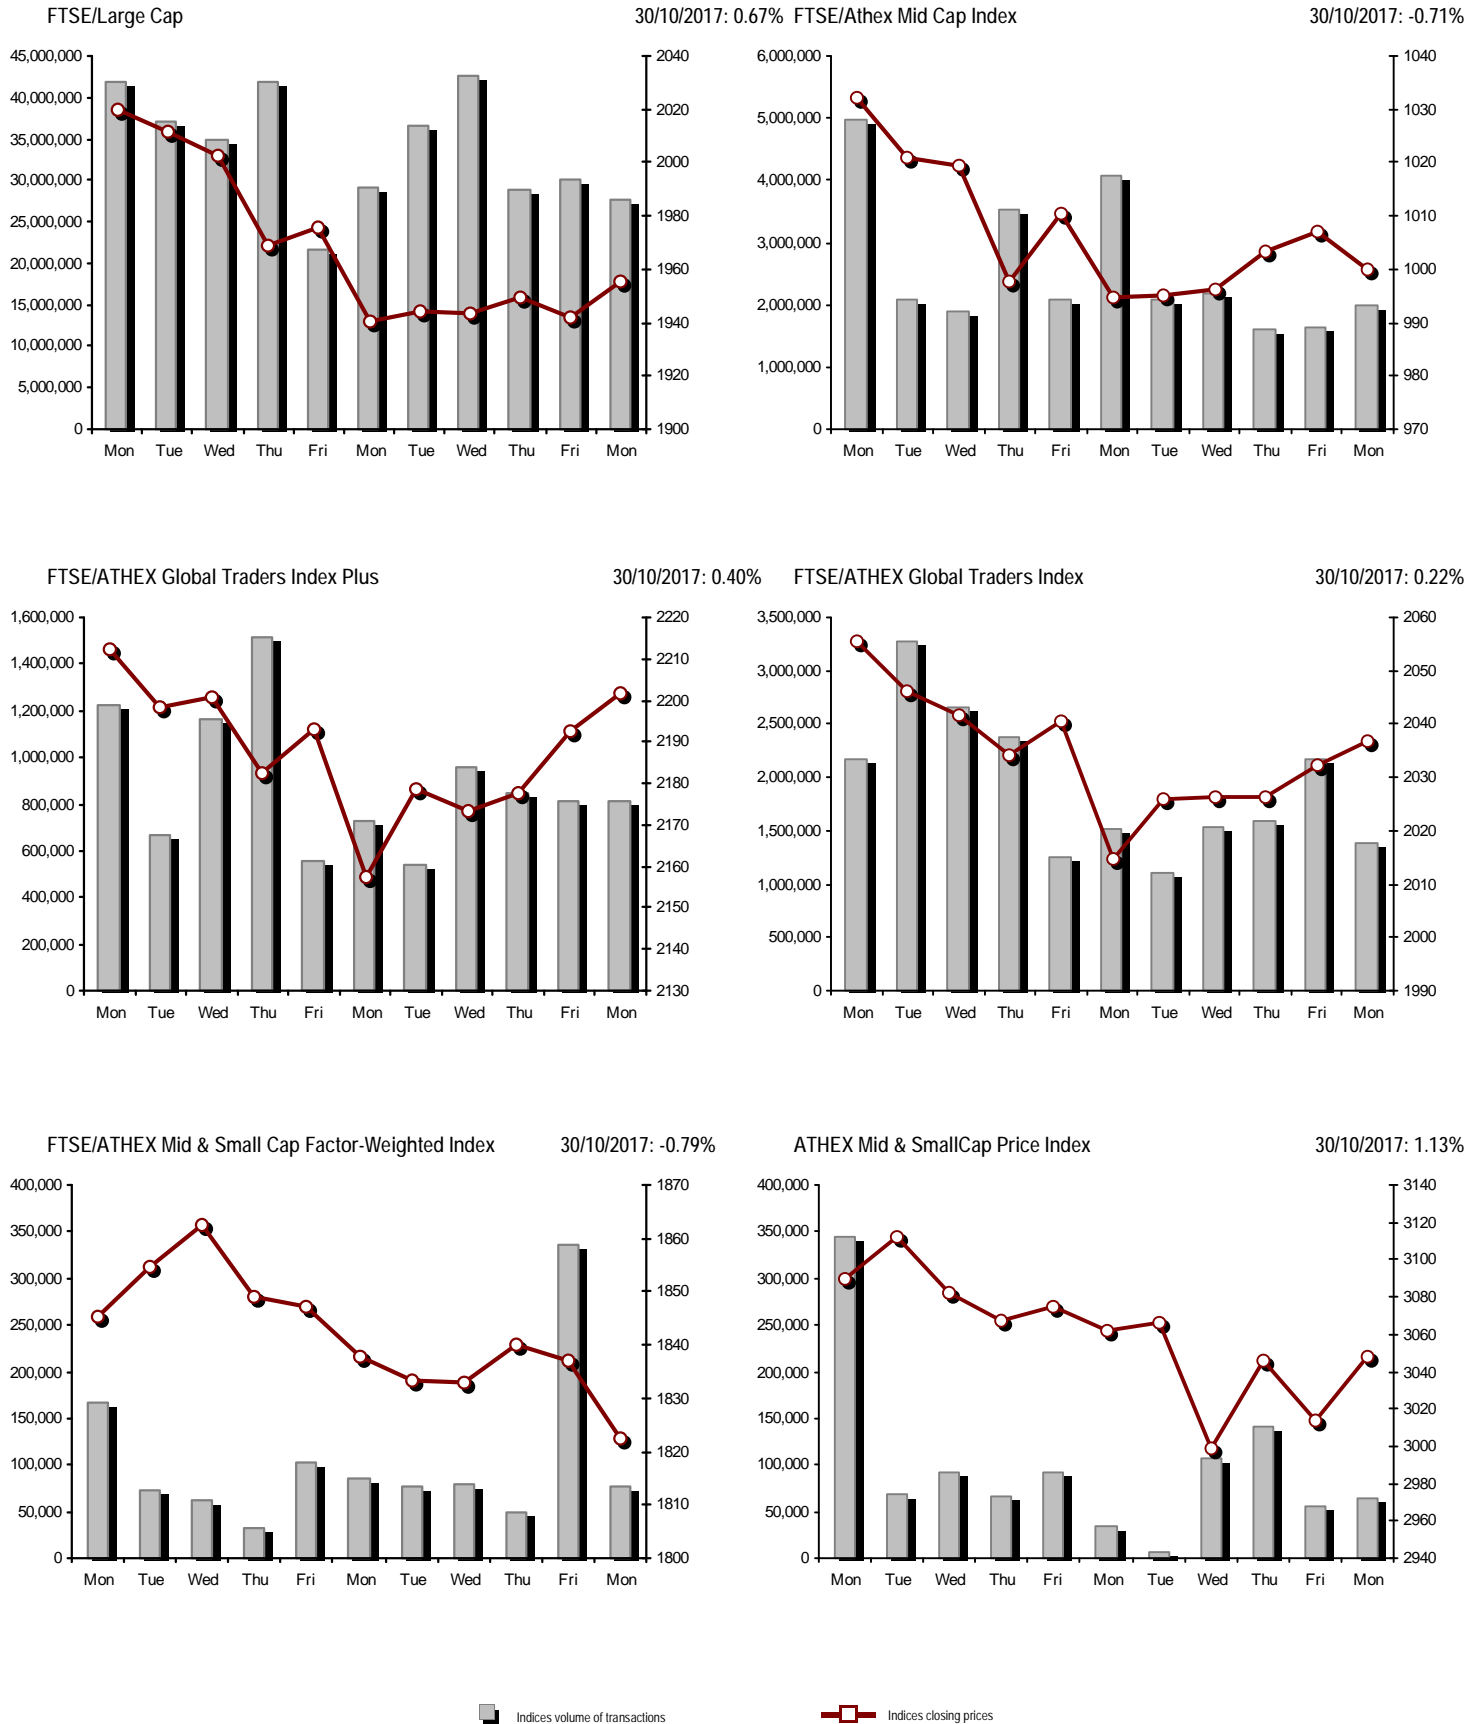 FTSE/Large Cap 30/10/2017: 0.67% FTSE/Athex Mid Cap Index 30/10/2017: -0.71%
45,000,000 2040 6,000,000 1040
40,000,000 2020 5,000,000 1030
35,000,000 2000 4,000,000 1020
30,000,000 1980 3,000,000 1010
25,000,000 1960 2,000,000 1000
20,000,000 1940 1,000,000 990
15,000,000 1920 0 980
10,000,000 1900 970
5,000,000
0
Mon Tue Wed Thu Fri Mon Tue Wed Thu Fri Mon Mon Tue Wed Thu Fri Mon Tue Wed Thu Fri Mon
FTSE/ATHEX Global Traders Index Plus 30/10/2017: 0.40% FTSE/ATHEX Global Traders Index 30/10/2017: 0.22%
1,600,000 2220 3,500,000 2060
1,400,000 2210 3,000,000 2050
1,200,000 2200 2,500,000 2040
1,000,000 2190 2,000,000 2030
800,000 2180 1,500,000 2020
600,000 2170 1,000,000 2010
400,000 2160 500,000 2000
200,000 2150 0 1990
0 2140
2130
Mon Tue Wed Thu Fri Mon Tue Wed Thu Fri Mon Mon Tue Wed Thu Fri Mon Tue Wed Thu Fri Mon
FTSE/ATHEX Mid & Small Cap Factor-Weighted Index 30/10/2017: -0.79% ATHEX Mid & SmallCap Price Index 30/10/2017: 1.13%
400,000 1870 400,000 3140
350,000 1860 350,000 3120
300,000 1850 300,000 3100
250,000 1840 250,000 3080
200,000 1830 200,000 3060
150,000 1820 150,000 3040
100,000 1810 100,000 3020
50,000 1800 50,000 3000
0 0 2980
2960
2940
Mon Tue Wed Thu Fri Mon Tue Wed Thu Fri Mon Mon Tue Wed Thu Fri Mon Tue Wed Thu Fri Mon
Indices volume of transactions Indices closing prices